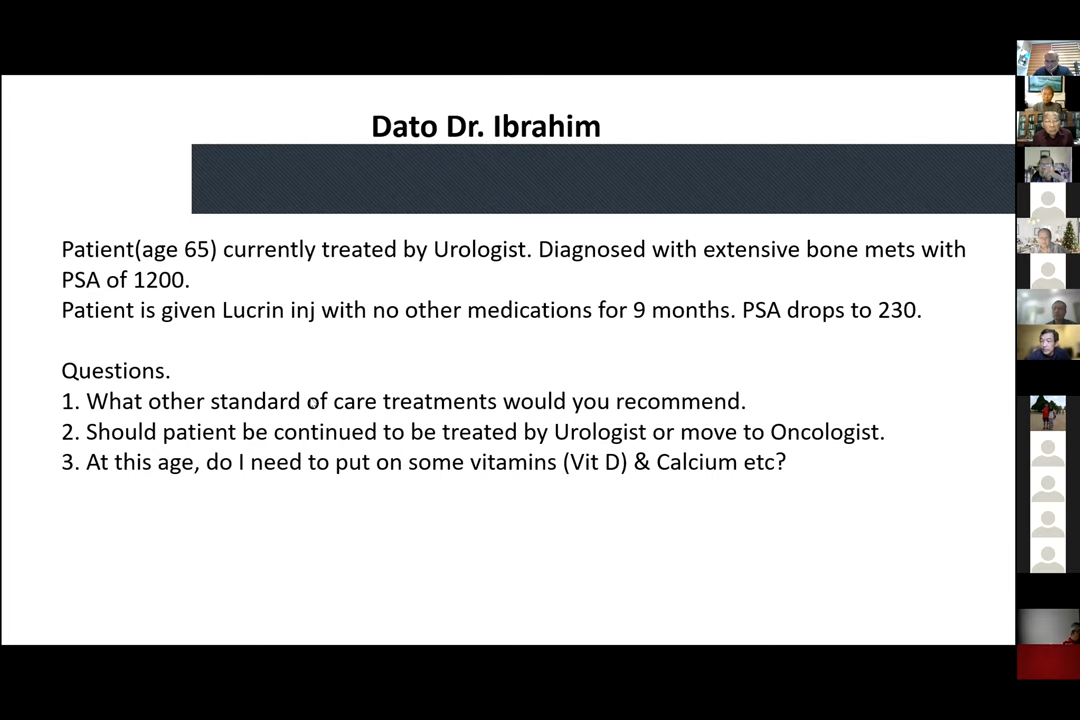 Dato Dr. Ibrahim
Patient(age 65) currently treated by Urologist. Diagnosed with extensive bone mets with
PSA of 1200.
Patient is given Lucrin inj with no other medications for 9 months. PSA drops to 230.
Questions.
1. What other standard of care treatments would you recommend.
2. Should patient be continued to be treated by Urologist or move to Oncologist.
3. At this age, do I need to put on some vitamins (Vit D) & Calcium etc?